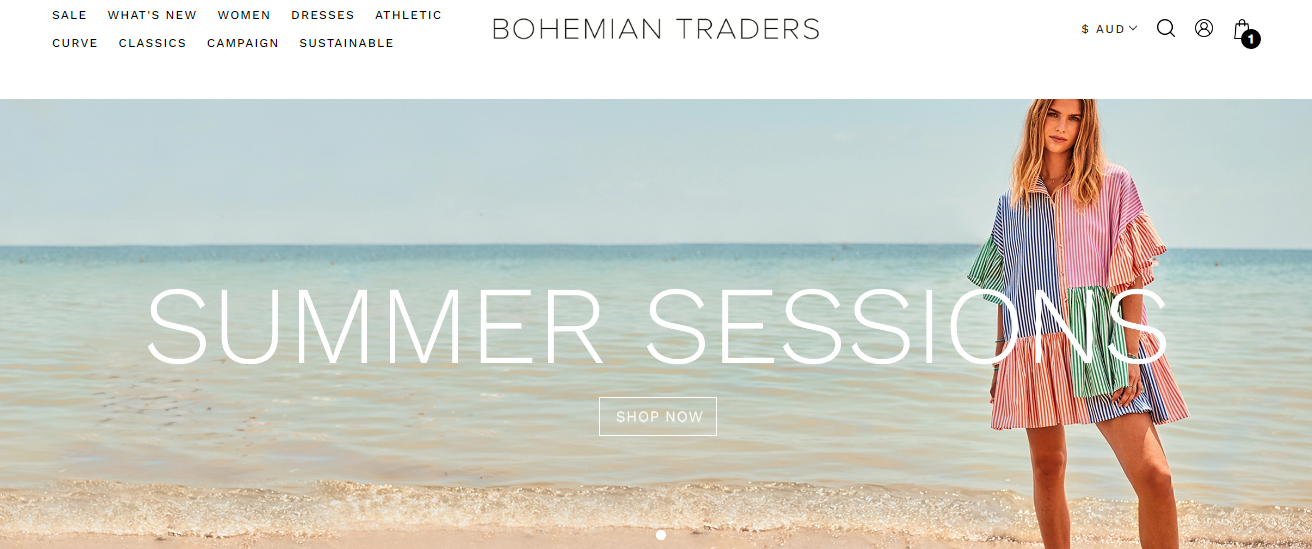 SALE WHAT'S NEW WOMEN DRESSES ATHLETIC
CURVE CLASSICS CAMPAIGN SUSTAINABLE
BOHEMIAN TRADERS
$ AUD
1
SUMMER SESSIONS
SHOP NOW